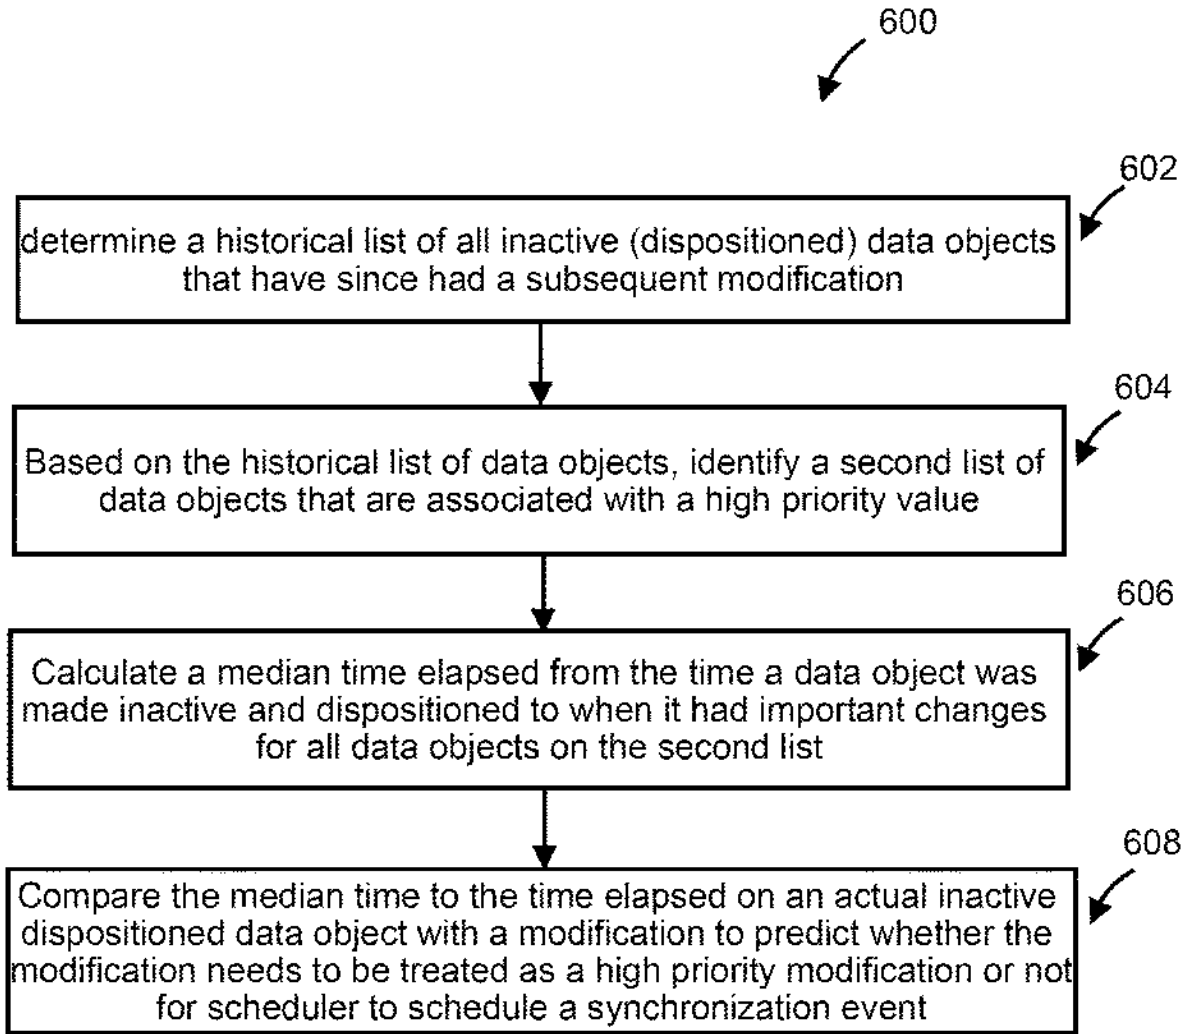 600
602
determine a historical list of all inactive (dispositioned) data objects
that have since had a subsequent modification
604
Based on the historical list of data objects, identify a second list of
data objects that are associated with a high priority value
606
Calculate a median time elapsed from the time a data object was
made inactive and dispositioned to when it had important changes
for all data objects on the second list
608
Compare the median time to the time elapsed on an actual inactive
dispositioned data object with a modification to predict whether the
modification needs to be treated as a high priority modification or not
for scheduler to schedule a synchronization event